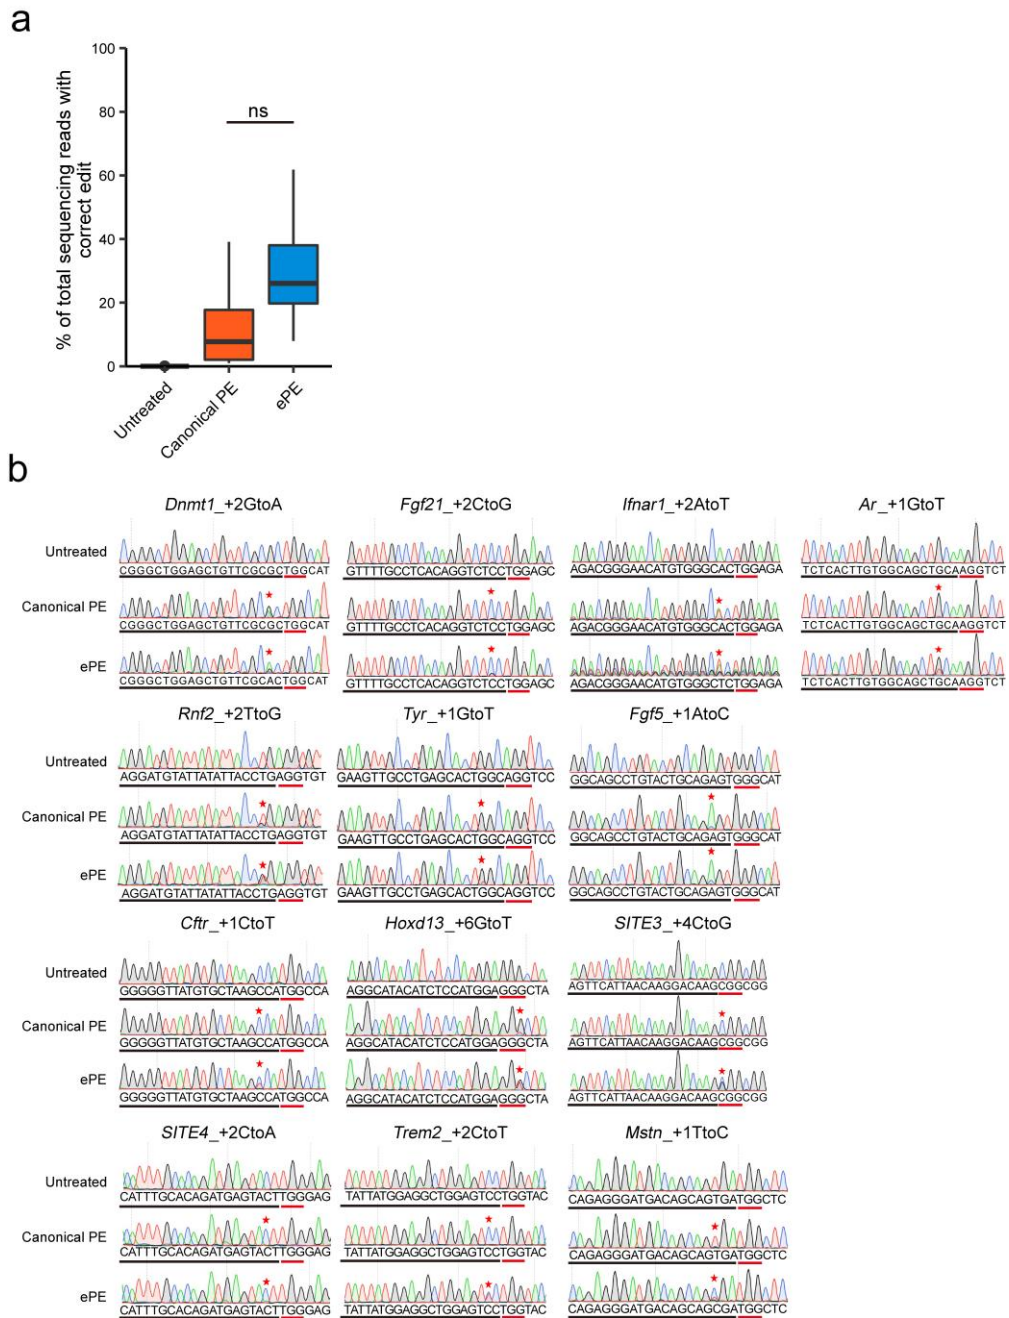 a
% of total sequencing reads with
correct edit
100
80
60
40
20
0
ns
Untreated
Canonical PE
ePE
b
Dnmt1_+2GtoA
Fgf21_+2CtoG
Ifnar1_+2AtoT
Ar_+1GtoT
Untreated
CGGGCTGGAGCTGTTCGCGCTGGCAT
GTTTTGCCTCACAGGTCTCCTGGAGC
AGACGGGAACATGTGGGCACTGGAGA
TCTCACTTGTGGCAGCTGCAAGGTCT
Canonical PE
CGGGCTGGAGCTGTTCGCGCTGGCAT
GTTTTGCCTCACAGGTCTCCTGGAGC
AGACGGGAACATGTGGGCACTGGAGA
TCTCACTTGTGGCAGCTGCAAGGTCT
ePE
CGGGCTGGAGCTGTTCGCACTGGCAT
GTTTTGCCTCACAGGTCTCCTGGAGC
AGACGGGAACATGTGGGCTCTGGAGA
TCTCACTTGTGGCAGCTGCAAGGTCT
Rnf2_+2TtoG
Tyr_+1GtoT
Fgf5_+1AtoC
Untreated
AGGATGTATTATATTACCTGAGGTGT
GAAGTTGCCTGAGCACTGGCAGGTCC
GGCAGCCTGTACTGCAGAGTGGGCAT
Canonical PE
AGGATGTATTATATTACCTGAGGTGT
GAAGTTGCCTGAGCACTGGCAGGTCC
GGCAGCCTGTACTGCAGAGTGGGCAT
ePE
AGGATGTATTATATTACCTGAGGTGT
GAAGTTGCCTGAGCACTGGCAGGTCC
GGCAGCCTGTACTGCAGAGTGGGCAT
Cftr_+1CtoT
Hoxd13_+6GtoT
SITE3_+4CtoG
Untreated
GGGGGTTATGTGCTAAGCCATGGCCA
AGGCATACATCTCCATGGAGGGGCTA
AGTTCATTAACAAGGACAAGCGGCGG
Canonical PE
GGGGGTTATGTGCTAAGCCATGGCCA
AGGCATACATCTCCATGGAGGGGCTA
AGTTCATTAACAAGGACAAGCGGCGG
ePE
GGGGGTTATGTGCTAAGCCATGGCCA
AGGCATACATCTCCATGGAGGGGCTA
AGTTCATTAACAAGGACAAGCGGCGG
SITE4_+2CtoA
Trem2_+2CtoT
Mstn_+1TtoC
Untreated
CATTTGCACAGATGAGTACTTGGGAG
TATTATGGAGGCTGGAGTCCTGGTAC
CAGAGGGATGACAGCAGTGATGGCTC
Canonical PE
CATTTGCACAGATGAGTACTTGGGAG
TATTATGGAGGCTGGAGTCCTGGTAC
CAGAGGGATGACAGCAGTGATGGCTC
ePE
CATTTGCACAGATGAGTACTTGGGAG
TATTATGGAGGCTGGAGTCCTGGTAC
CAGAGGGATGACAGCAGCGATGGCTC